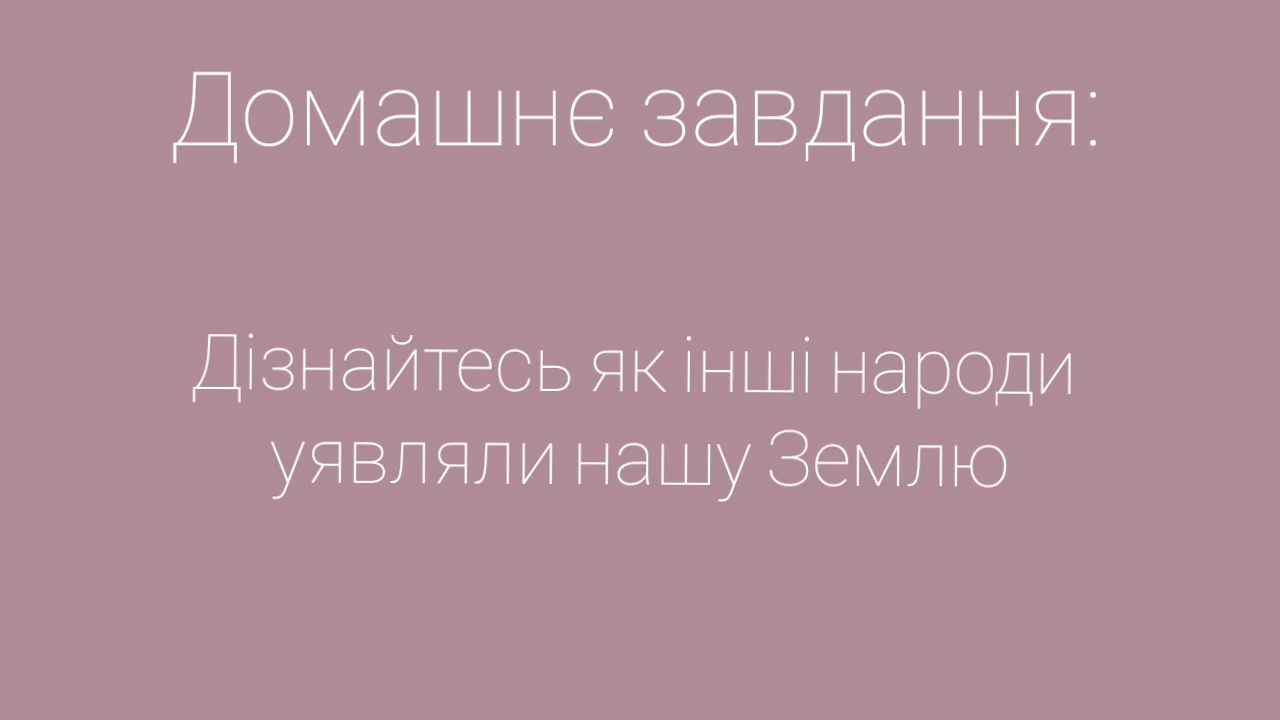 Домашнє завдання:
Дізнайтесь як інші народи
уявляли нашу Землю